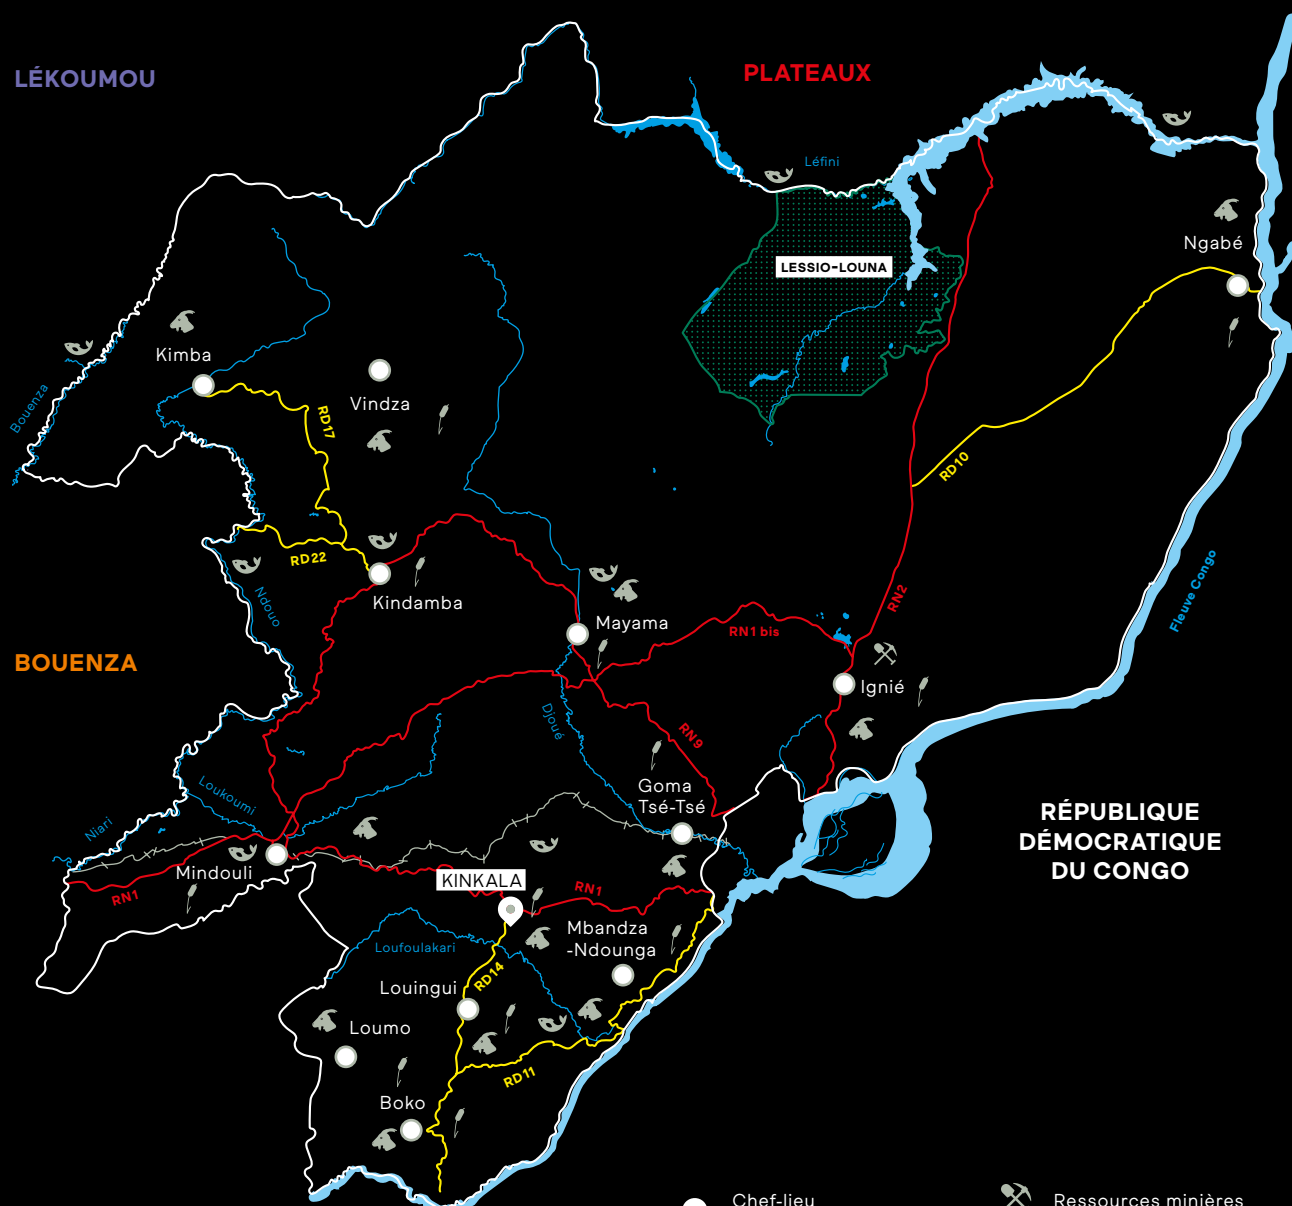 LÉKOUMOU
PLATEAUX
Léfini
Ngabé
LESSIO-LOUNA
Kimba
Vindza
Bouenza
RD17
RD10
RD22
Kindamba
Ndouo
Fleuve Congo
Mayama
RN2
RN1 bis
BOUENZA
Ignié
Djoué
RN9
Goma
Tsé-Tsé
Loukoumi
Niari
RÉPUBLIQUE
DÉMOCRATIQUE
DU CONGO
Mindouli
RN1
KINKALA
RN1
Mbandza
-Ndounga
Loufoulakari
RD14
Louingui
Loumo
RD11
Boko
Chef-lieu
Ressources minières